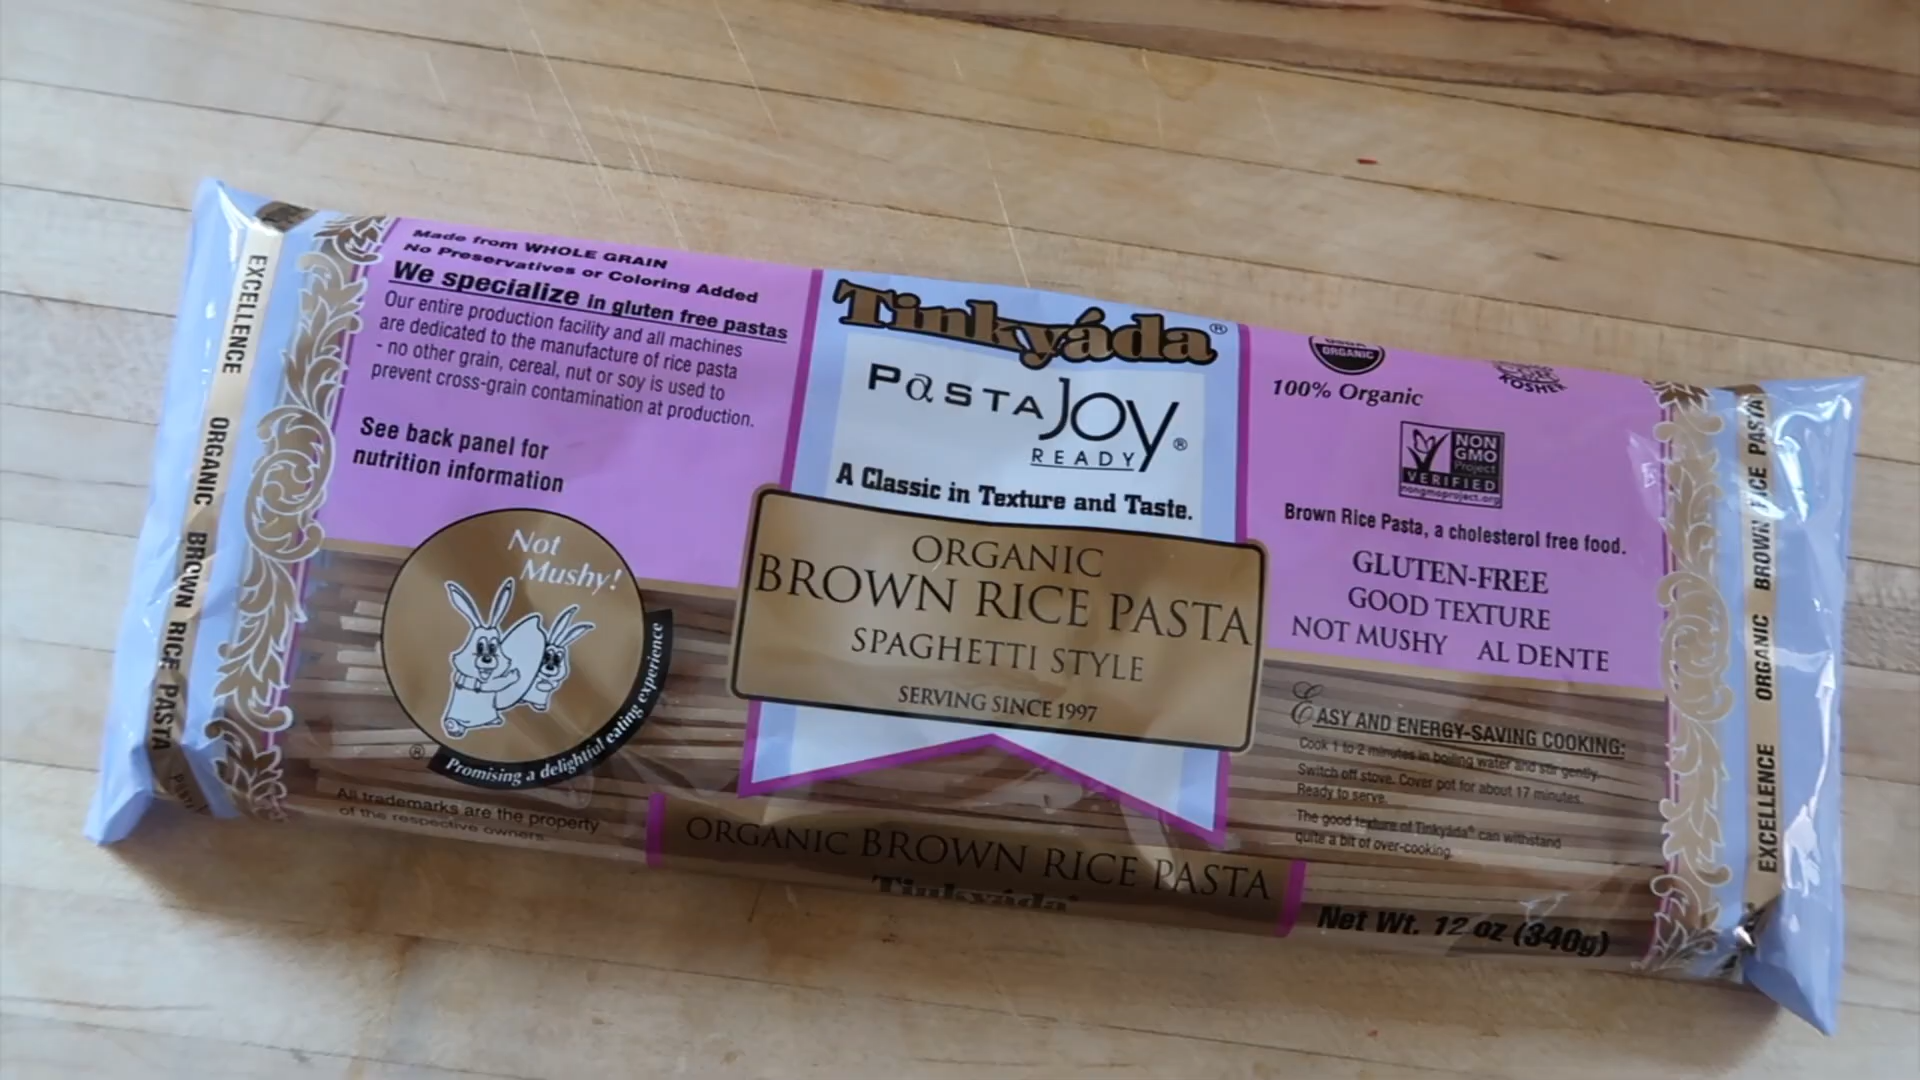 EXCELLENCE ORGANIC BROWN RICE PASTA
Made from WHOLE GRAIN
No Preservatives or Coloring Added
We specialize in gluten free pastas
Our entire production facility and all machines
are dedicated to the manufacture of rice pasta
- no other grain, cereal, nut or soy is used to
prevent cross-grain contamination at production.
See back panel for
nutrition information
Not
Mushy!
Promising a delightful eating experience
®
All trademarks are the property
of the respective owners.
Tinkyáda®
PaSTA JOY®
READY
A Classic in Texture and Taste.
ORGANIC
BROWN RICE PASTA
SPAGHETTI STYLE
SERVING SINCE 1997
ORGANIC BROWN RICE PASTA
Tinkyáda®
ORGANIC
KOSHER
100% Organic
NON
GMO
Project
VERIFIED
nongmoproject.org
Brown Rice Pasta, a cholesterol free food.
GLUTEN-FREE
GOOD TEXTURE
NOT MUSHY AL DENTE
EASY AND ENERGY-SAVING COOKING:
Cook 1 to 2 minutes in boiling water and stir gently.
Switch off stove. Cover pot for about 17 minutes.
Ready to serve.
The good texture of Tinkyáda® can withstand
quite a bit of over-cooking.
Net Wt. 12 oz (340g)
EXCELLENCE ORGANIC BROWN RICE PASTA